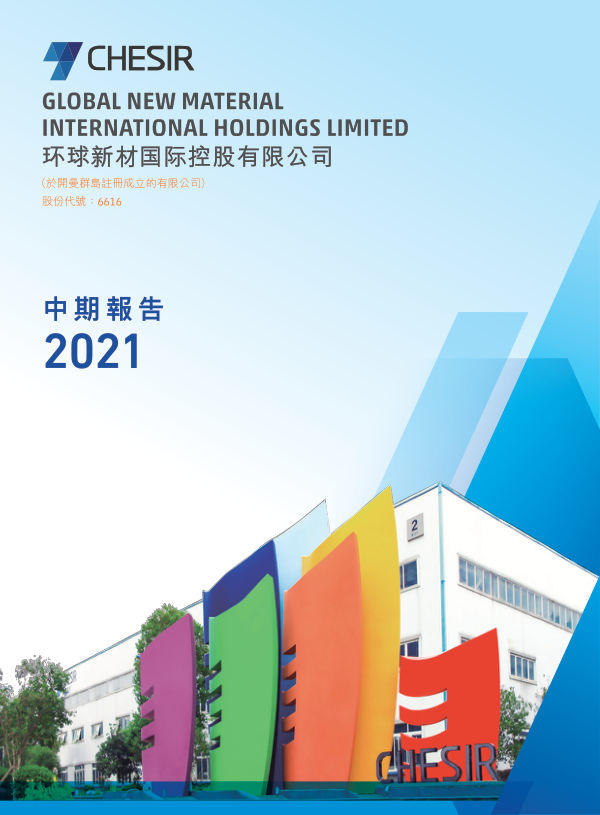 CHESIR
GLOBAL NEW MATERIAL
INTERNATIONAL HOLDINGS LIMITED
环球新材国际控股有限公司
(於開曼群島註冊成立的有限公司)
股份代號：6616
中期報告
2021
2
CHESIR